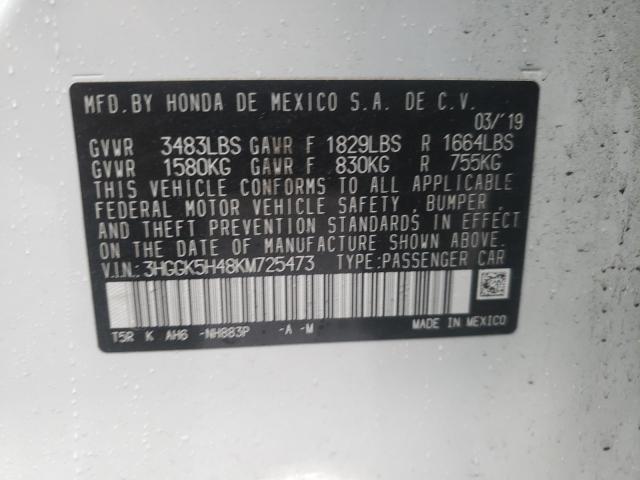 MFD. BY HONDA DE MEXICO S.A. DE C.V.
03/'19
GVWR 3483LBS GAWR F 1829LBS R 1664LBS
GVWR 1580KG GAWR F 830KG R 755KG
THIS VEHICLE CONFORMS TO ALL APPLICABLE
FEDERAL MOTOR VEHICLE SAFETY, BUMPER,
AND THEFT PREVENTION STANDARDS IN EFFECT
ON THE DATE OF MANUFACTURE SHOWN ABOVE.
V.I.N.: 3HGGK5H48KM725473 TYPE:PASSENGER CAR
T5R K AH6 -NH883P -A -M
MADE IN MEXICO